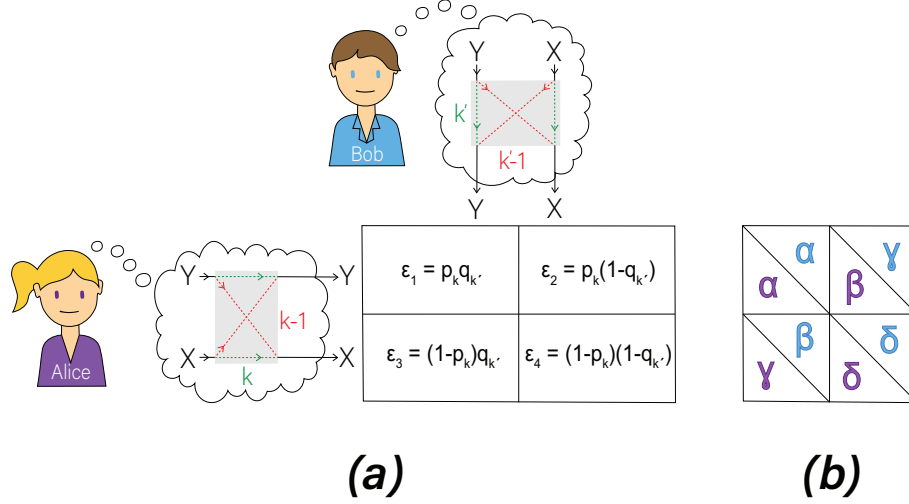 Y X
k′
Bob
k′-1
Y X
Y Y
k-1
X X
Alice
k
ε₁ = pₖqₖ′ ε₂ = pₖ(1-qₖ′)
ε₃ = (1-pₖ)qₖ′ ε₄ = (1-pₖ)(1-qₖ′)
α α β γ
γ β δ δ
(a) (b)